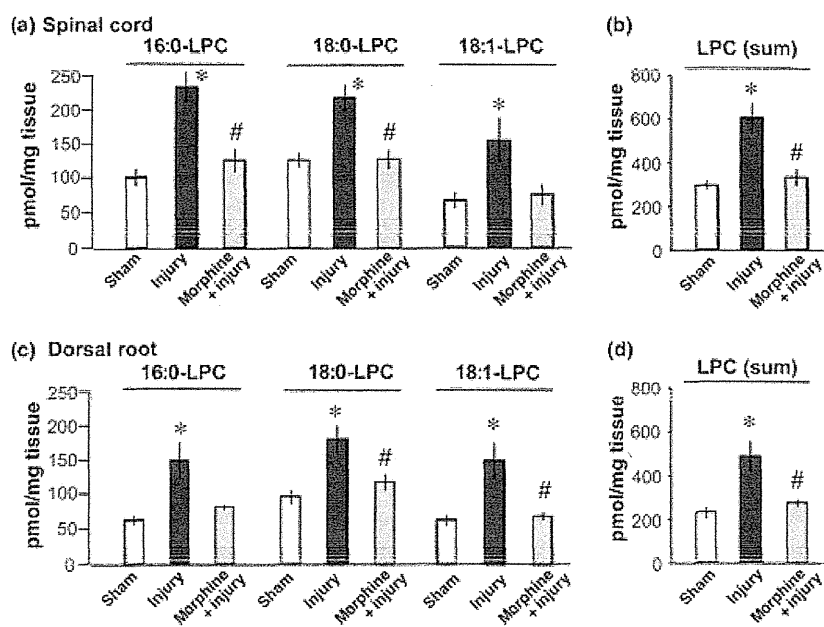 (a) Spinal cord
16:0-LPC 18:0-LPC 18:1-LPC
pmol/mg tissue
250
200
150
100
50
0
*
#
*
#
*
Sham Injury Morphine + injury Sham Injury Morphine + injury Sham Injury Morphine + injury
(b)
LPC (sum)
pmol/mg tissue
800
600
400
200
0
*
#
Sham Injury Morphine + injury
(c) Dorsal root
16:0-LPC 18:0-LPC 18:1-LPC
pmol/mg tissue
250
200
150
100
50
0
*
*
#
*
#
Sham Injury Morphine + injury Sham Injury Morphine + injury Sham Injury Morphine + injury
(d)
LPC (sum)
pmol/mg tissue
800
600
400
200
0
*
#
Sham Injury Morphine + injury